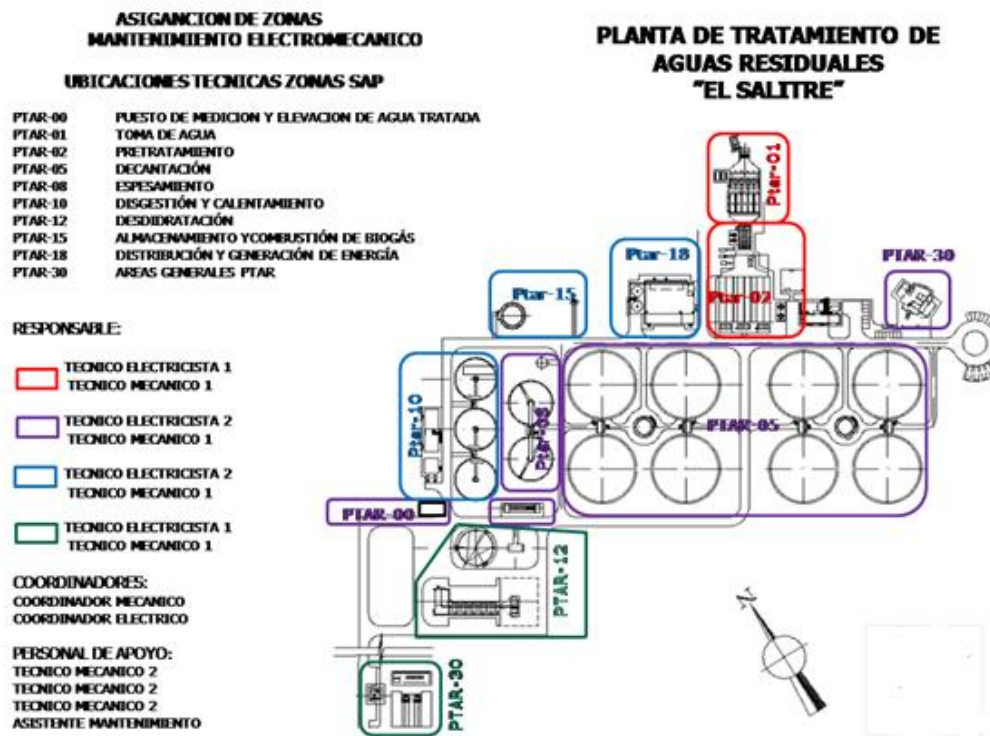 ASIGANCION DE ZONAS
MANTENIMIENTO ELECTROMECANICO
UBICACIONES TECNICAS ZONAS SAP
PTAR-00 PUESTO DE MEDICION Y ELEVACION DE AGUA TRATADA
PTAR-01 TOMA DE AGUA
PTAR-02 PRETRATAMIENTO
PTAR-05 DECANTACIÓN
PTAR-08 ESPESAMIENTO
PTAR-10 DISGESTIÓN Y CALENTAMIENTO
PTAR-12 DESDIDRATACIÓN
PTAR-15 ALMACENAMIENTO YCOMBUSTIÓN DE BIOGÁS
PTAR-18 DISTRIBUCIÓN Y GENERACIÓN DE ENERGÍA
PTAR-30 AREAS GENERALES PTAR
RESPONSABLE:
TECNICO ELECTRICISTA 1
TECNICO MECANICO 1
TECNICO ELECTRICISTA 2
TECNICO MECANICO 1
TECNICO ELECTRICISTA 2
TECNICO MECANICO 1
TECNICO ELECTRICISTA 1
TECNICO MECANICO 1
COORDINADORES:
COORDINADOR MECANICO
COORDINADOR ELECTRICO
PERSONAL DE APOYO:
TECNICO MECANICO 2
TECNICO MECANICO 2
TECNICO MECANICO 2
ASISTENTE MANTENIMIENTO
PLANTA DE TRATAMIENTO DE
AGUAS RESIDUALES
"EL SALITRE"
Ptar-01
Ptar-18
PTAR-30
Ptar-15
Ptar-02
Ptar-10
Ptar-08
PTAR-05
PTAR-00
PTAR-12
PTAR-30
N